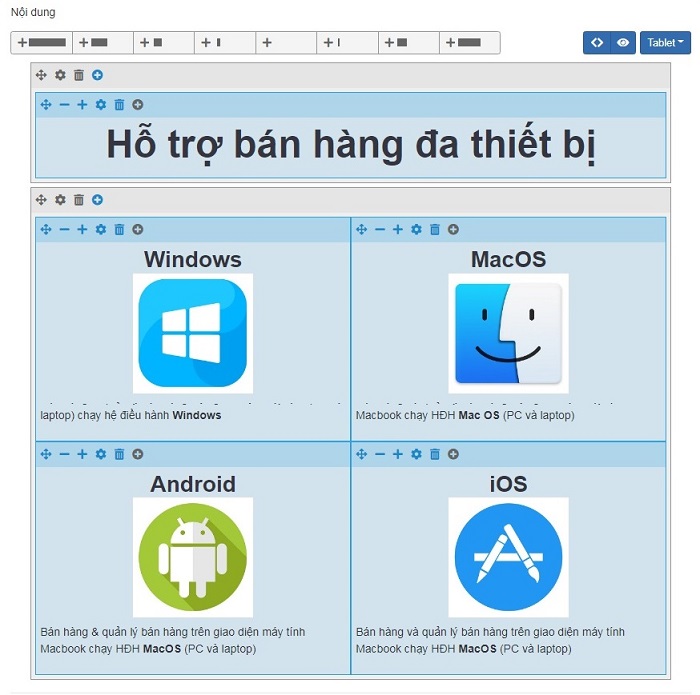 Nội dung
Tablet
Hỗ trợ bán hàng đa thiết bị
Windows
MacOS
laptop) chạy hệ điều hành Windows
Macbook chạy HĐH Mac OS (PC và laptop)
Android
iOS
Bán hàng & quản lý bán hàng trên giao diện máy tính
Macbook chạy HĐH MacOS (PC và laptop)
Bán hàng và quản lý bán hàng trên giao diện máy tính
Macbook chạy HĐH MacOS (PC và laptop)